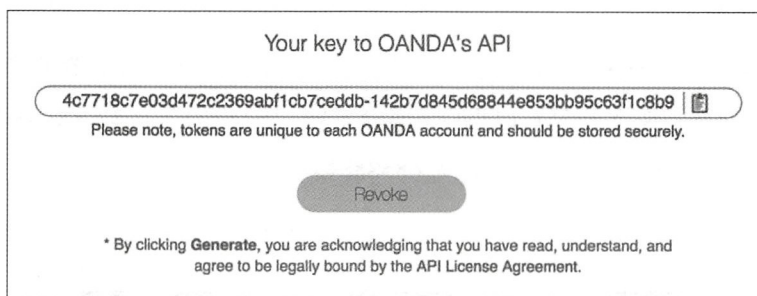 Your key to OANDA's API
4c7718c7e03d472c2369abf1cb7ceddb-142b7d845d68844e853bb95c63f1c8b9
Please note, tokens are unique to each OANDA account and should be stored securely.
Revoke
* By clicking Generate, you are acknowledging that you have read, understand, and
agree to be legally bound by the API License Agreement.